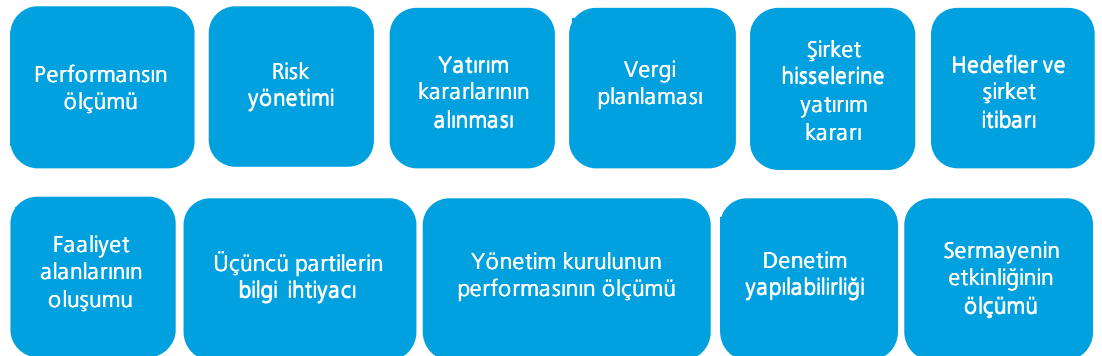 Performansın
ölçümü
Risk
yönetimi
Yatırım
kararlarının
alınması
Vergi
planlaması
Şirket
hisselerine
yatırım
kararı
Hedefler ve
şirket
itibarı
Faaliyet
alanlarının
oluşumu
Üçüncü partilerin
bilgi ihtiyacı
Yönetim kurulunun
performasının ölçümü
Denetim
yapılabilirliği
Sermayenin
etkinliğinin
ölçümü